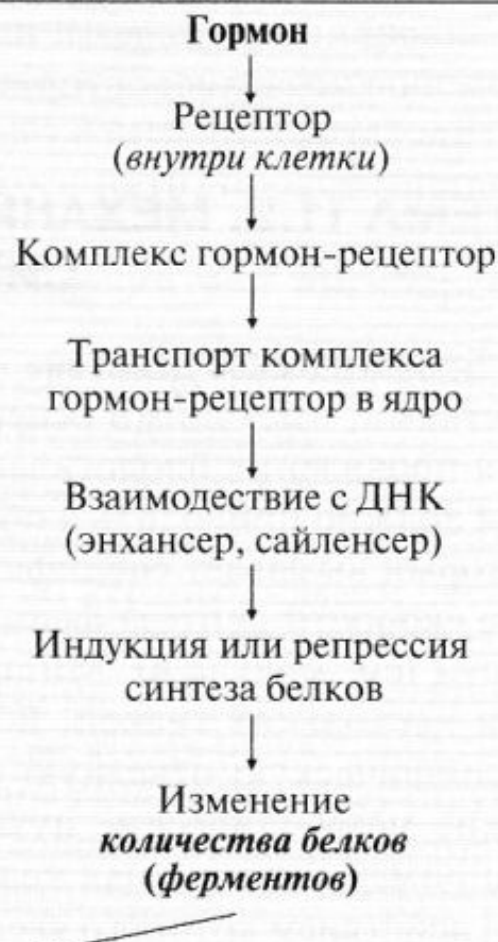 Гормон
Рецептор
(внутри клетки)
Комплекс гормон-рецептор
Транспорт комплекса
гормон-рецептор в ядро
Взаимодествие с ДНК
(энхансер, сайленсер)
Индукция или репрессия
синтеза белков
Изменение
количества белков
(ферментов)